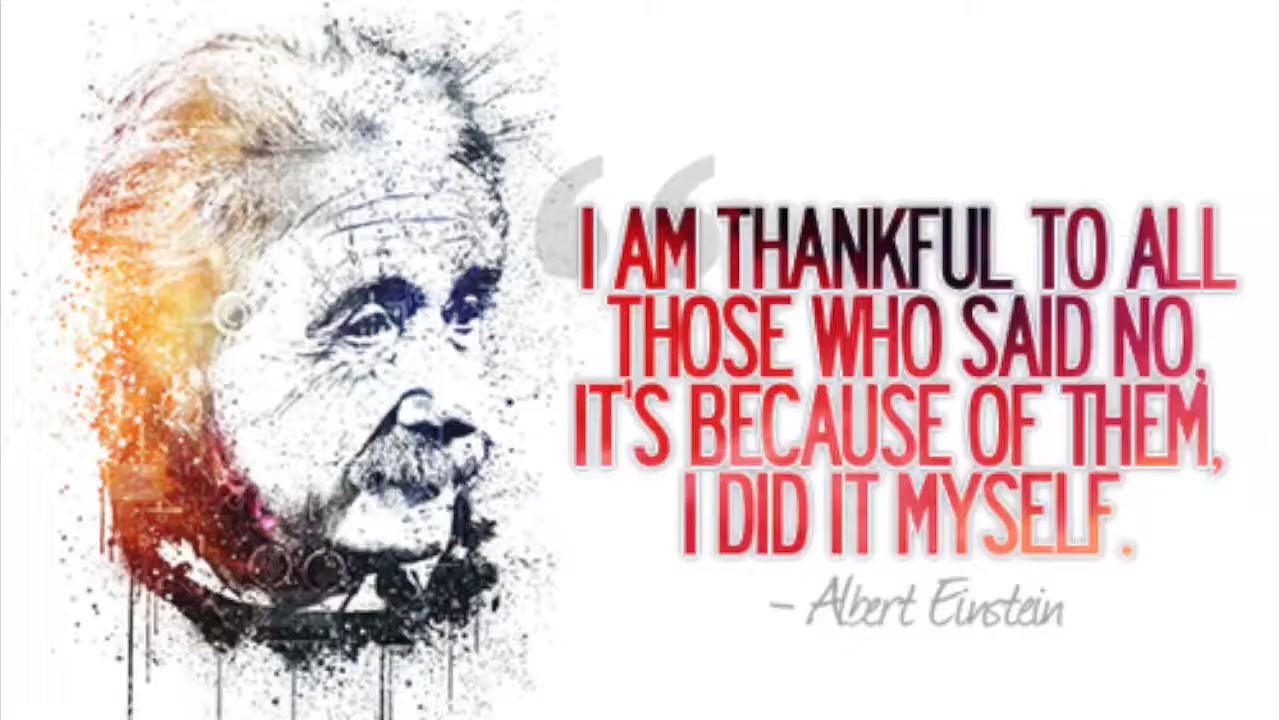 “
I AM THANKFUL TO ALL
THOSE WHO SAID NO,
IT'S BECAUSE OF THEM,
I DID IT MYSELF.
– Albert Einstein